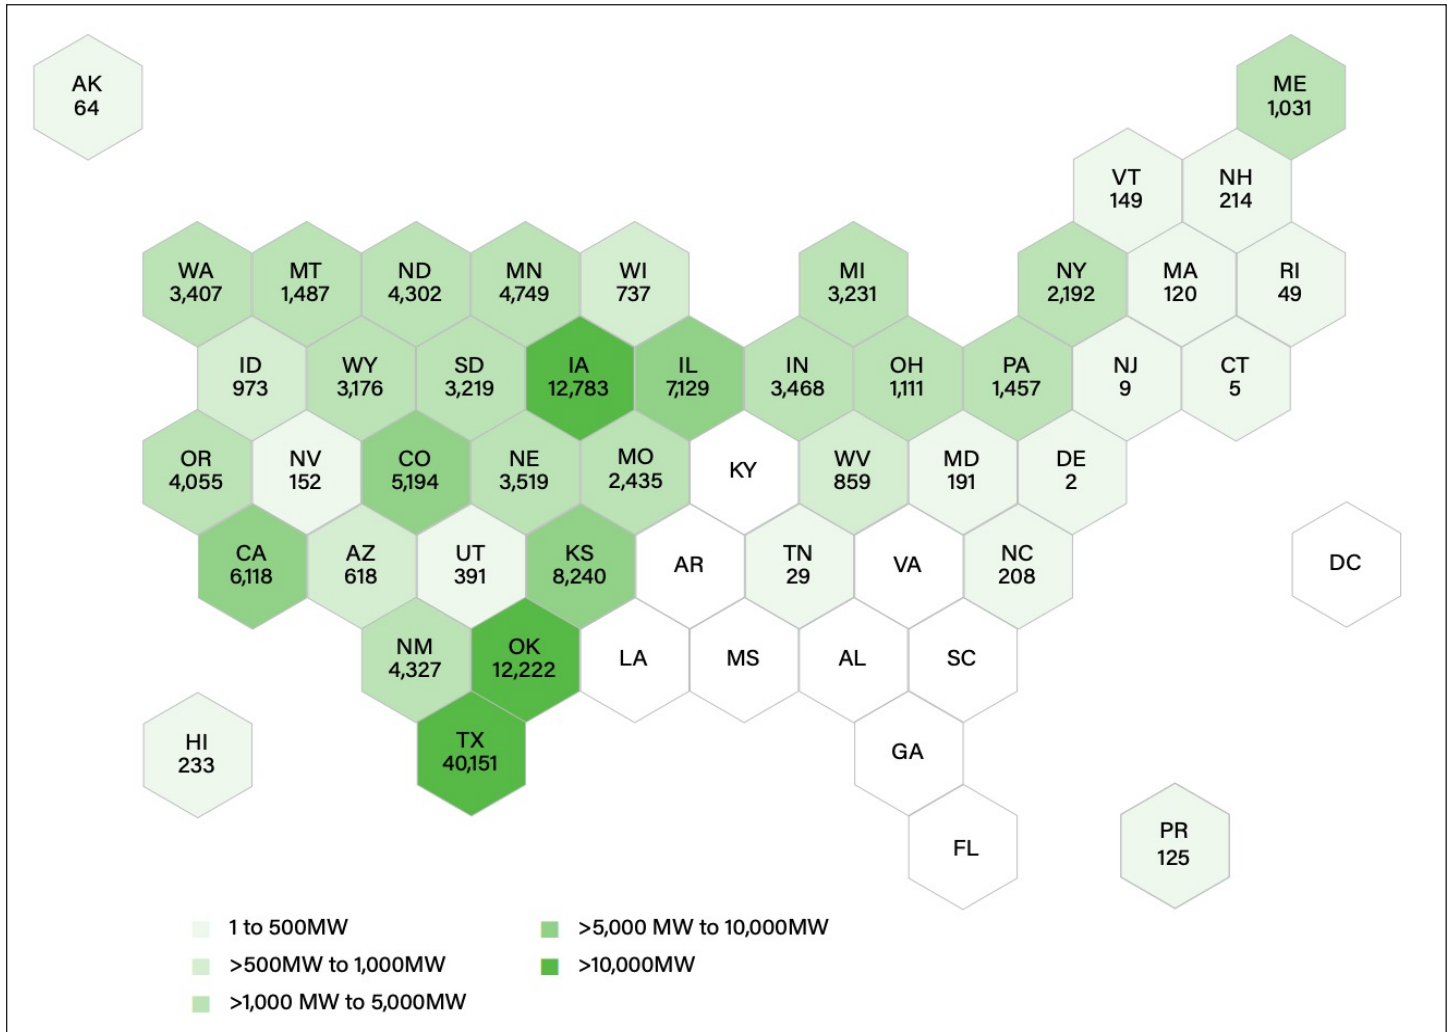 AK
64
ME
1,031
VT
149
NH
214
WA
3,407
MT
1,487
ND
4,302
MN
4,749
WI
737
MI
3,231
NY
2,192
MA
120
RI
49
ID
973
WY
3,176
SD
3,219
IA
12,783
IL
7,129
IN
3,468
OH
1,111
PA
1,457
NJ
9
CT
5
OR
4,055
NV
152
CO
5,194
NE
3,519
MO
2,435
KY
WV
859
MD
191
DE
2
CA
6,118
AZ
618
UT
391
KS
8,240
AR
TN
29
VA
NC
208
DC
NM
4,327
OK
12,222
LA
MS
AL
SC
HI
233
TX
40,151
GA
FL
PR
125
1 to 500MW
>500MW to 1,000MW
>1,000 MW to 5,000MW
>5,000 MW to 10,000MW
>10,000MW